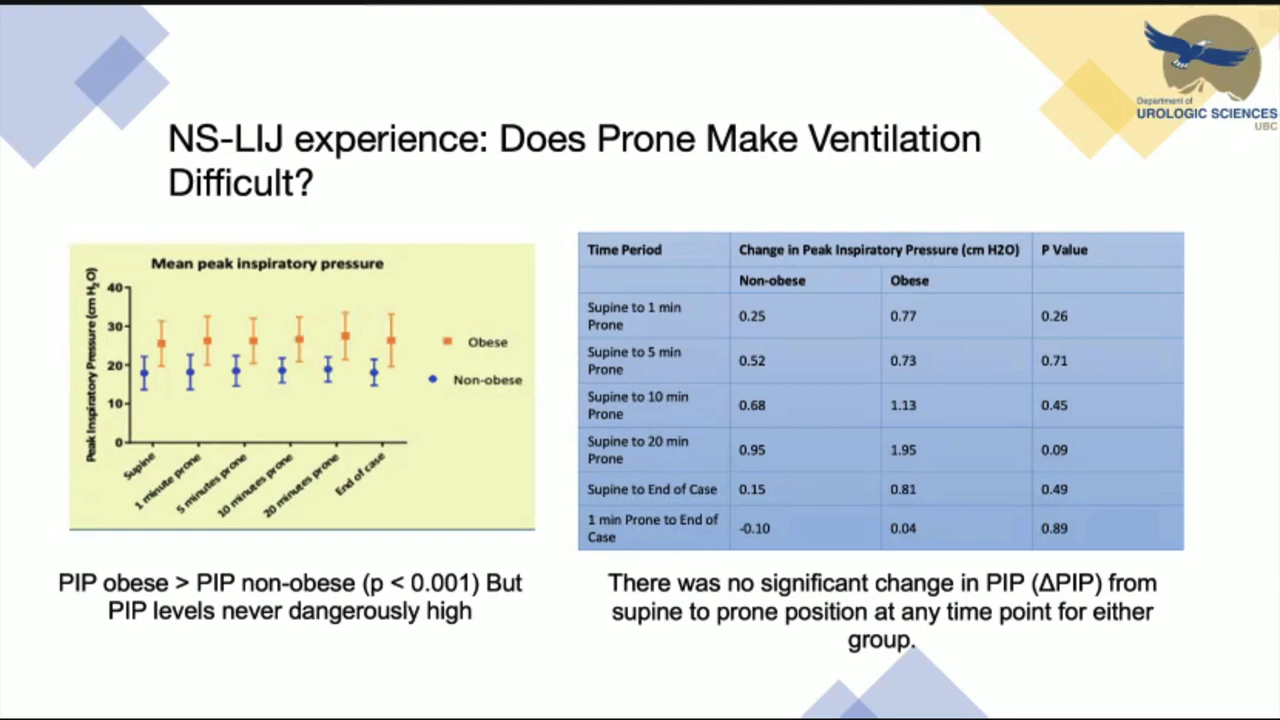 Department of
UROLOGIC SCIENCES
UBC
NS-LIJ experience: Does Prone Make Ventilation
Difficult?
Mean peak inspiratory pressure
Peak Inspiratory Pressure (cm H2O)
40
30
20
10
0
Supine
1 minute prone
5 minutes prone
10 minutes prone
20 minutes prone
End of case
Obese
Non-obese
Time Period Change in Peak Inspiratory Pressure (cm H2O) P Value
Non-obese Obese
Supine to 1 min
Prone
0.25 0.77 0.26
Supine to 5 min
Prone
0.52 0.73 0.71
Supine to 10 min
Prone
0.68 1.13 0.45
Supine to 20 min
Prone
0.95 1.95 0.09
Supine to End of Case 0.15 0.81 0.49
1 min Prone to End of
Case
-0.10 0.04 0.89
PIP obese > PIP non-obese (p < 0.001) But
PIP levels never dangerously high
There was no significant change in PIP (ΔPIP) from
supine to prone position at any time point for either
group.